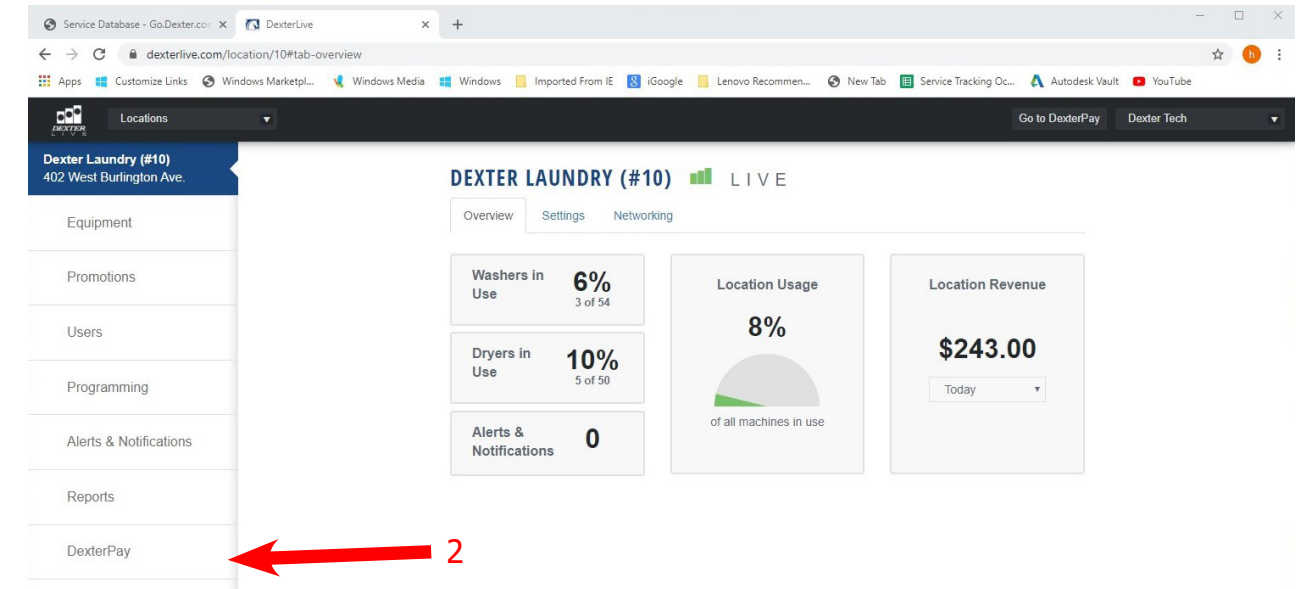 Service Database - Go.Dexter.con
DexterLive
dexterlive.com/location/10#tab-overview
h
Apps Customize Links Windows Marketpl... Windows Media Windows Imported From IE iGoogle Lenovo Recommen... New Tab Service Tracking Oc... Autodesk Vault YouTube
DEXTER
LIVE
Locations
Go to DexterPay
Dexter Tech
Dexter Laundry (#10)
402 West Burlington Ave.
Equipment
Promotions
Users
Programming
Alerts & Notifications
Reports
DexterPay
DEXTER LAUNDRY (#10) LIVE
Overview Settings Networking
Washers in
Use
6%
3 of 54
Dryers in
Use
10%
5 of 50
Alerts &
Notifications
0
Location Usage
8%
of all machines in use
Location Revenue
$243.00
Today
2